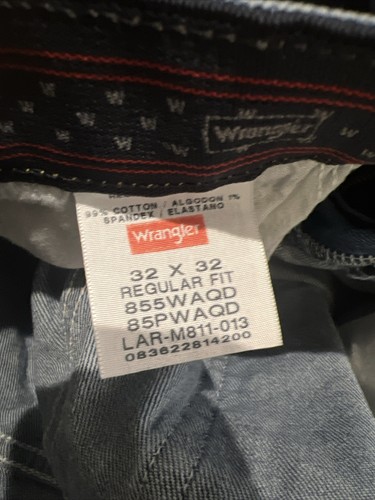 Wrangler
99% COTTON / ALGODON 1%
SPANDEX / ELASTANO
Wrangler
32 X 32
REGULAR FIT
855WAQD
85PWAQD
LAR-M811-013
083622814200